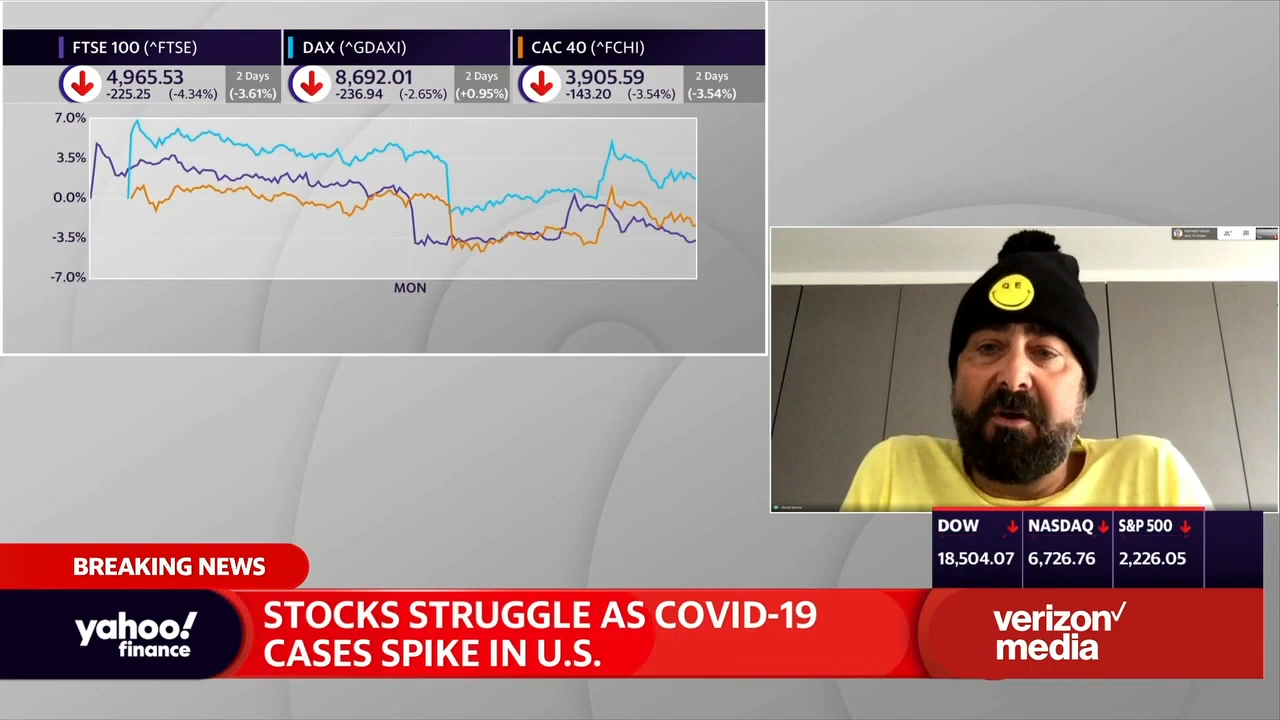 FTSE 100 (^FTSE)
4,965.53
-225.25 (-4.34%)
2 Days
(-3.61%)
DAX (^GDAXI)
8,692.01
-236.94 (-2.65%)
2 Days
(+0.95%)
CAC 40 (^FCHI)
3,905.59
-143.20 (-3.54%)
2 Days
(-3.54%)
7.0%
3.5%
0.0%
-3.5%
-7.0%
MON
QE
DOW
18,504.07
NASDAQ
6,726.76
S&P 500
2,226.05
BREAKING NEWS
yahoo!
finance
STOCKS STRUGGLE AS COVID-19
CASES SPIKE IN U.S.
verizon✓
media